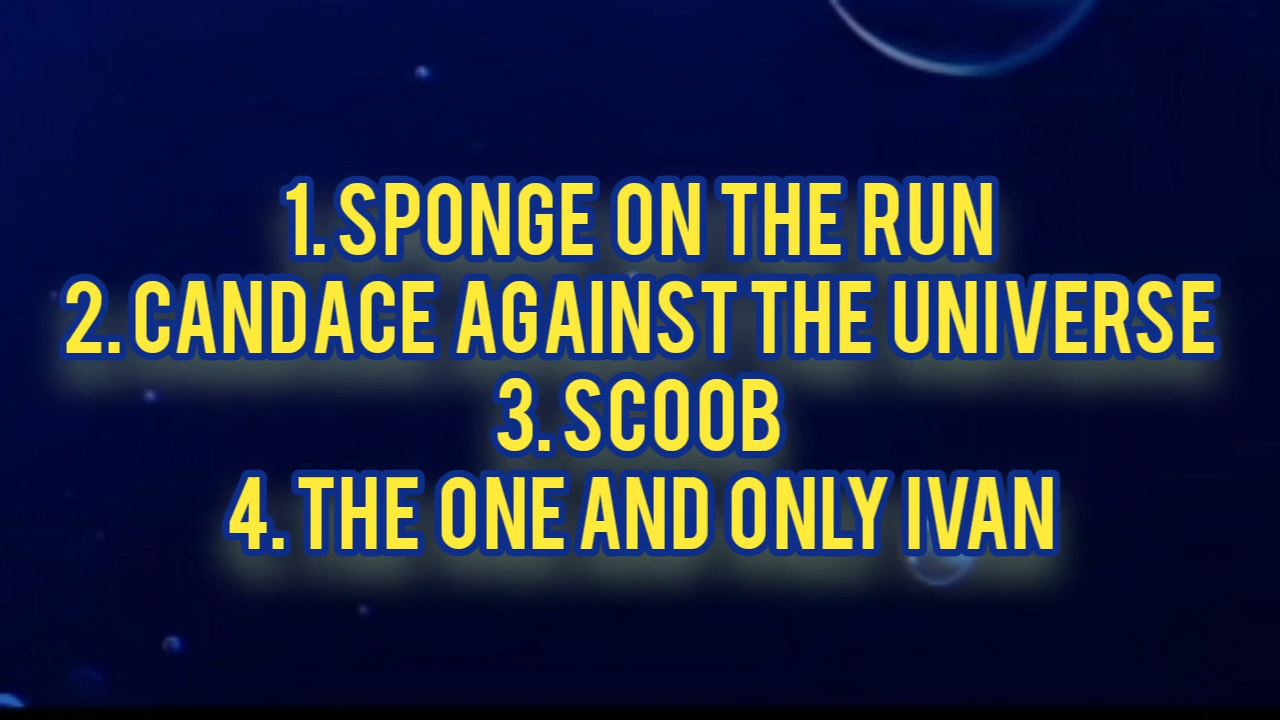 1. SPONGE ON THE RUN
2. CANDACE AGAINST THE UNIVERSE
3. SCOOB
4. THE ONE AND ONLY IVAN